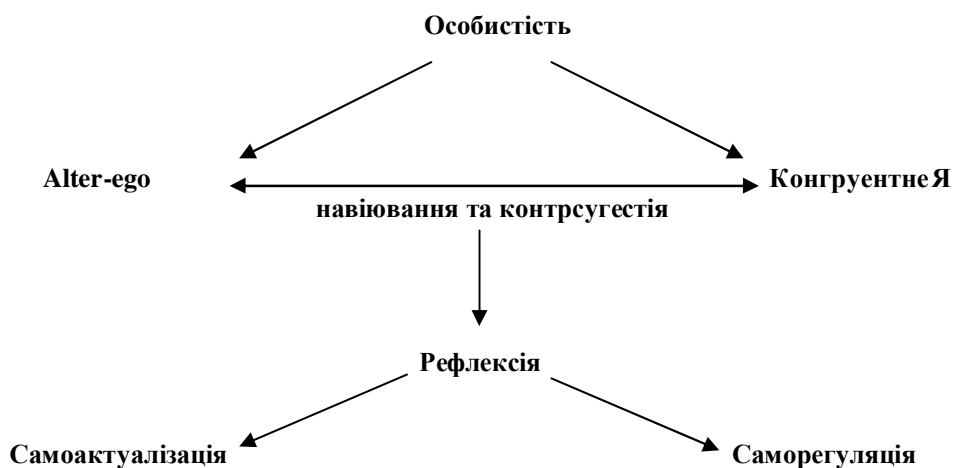 Особистість
Alter-ego
Конгруентне Я
навіювання та контрсугестія
Рефлексія
Самоактуалізація
Саморегуляція